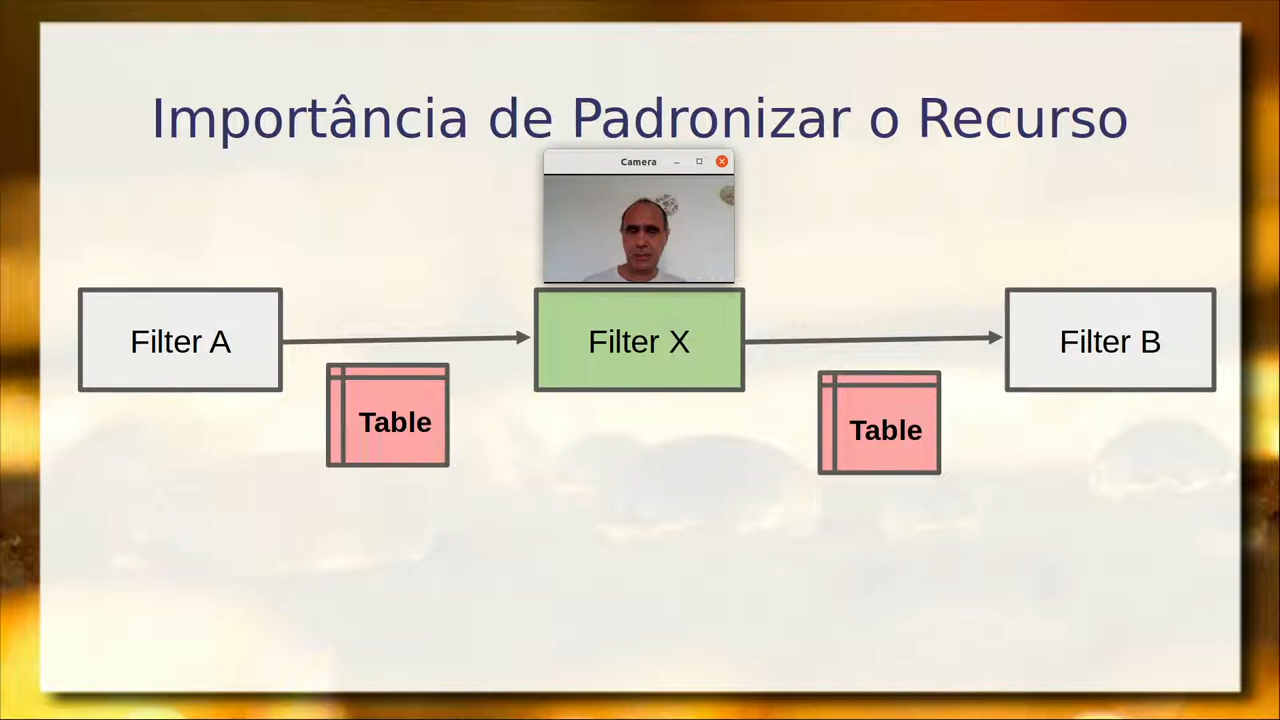 Importância de Padronizar o Recurso
Camera
Filter A
Filter X
Filter B
Table
Table